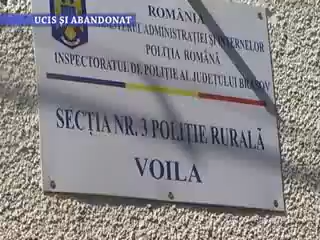 UCIS ȘI ABANDONAT
ROMÂNIA
ADMINISTRAȚIEI ȘI INTERNELOR
POLIȚIA ROMÂNĂ
INSPECTORATUL DE POLIȚIE AL JUDEȚULUI BRAȘOV
SECȚIA NR. 3 POLIȚIE RURALĂ
VOILA